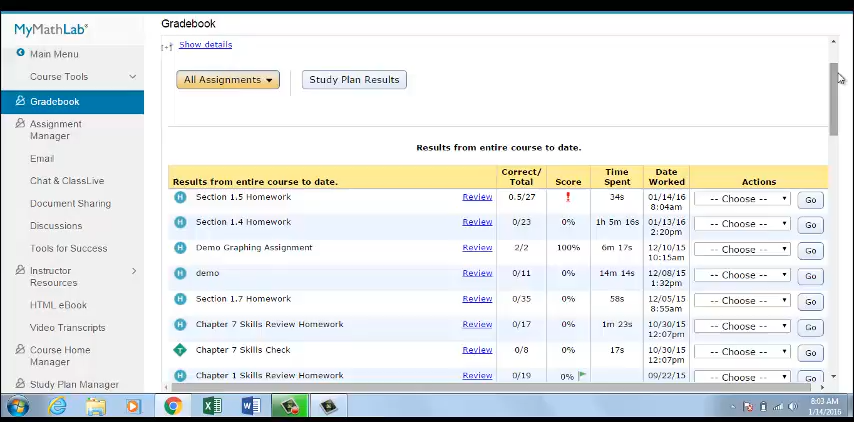 MyMathLab®
Gradebook
Main Menu
[+]
Show details
Course Tools
All Assignments
Study Plan Results
Gradebook
Assignment
Manager
Email
Results from entire course to date.
Chat & ClassLive
Results from entire course to date.
Correct/
Total
Score
Time
Spent
Date
Worked
Actions
Document Sharing
Section 1.5 Homework
Review
0.5/27
!
34s
01/14/16
8:04am
-- Choose --
Go
Discussions
H
Section 1.4 Homework
Review
0/23
0%
1h 5m 16s
01/13/16
2:20pm
-- Choose --
Go
Tools for Success
H
Demo Graphing Assignment
Review
2/2
100%
6m 17s
12/10/15
10:15am
-- Choose --
Go
Instructor
Resources
H
demo
Review
0/11
0%
14m 14s
12/08/15
1:32pm
-- Choose --
Go
HTML eBook
H
Section 1.7 Homework
Review
0/35
0%
58s
12/05/15
8:55am
-- Choose --
Go
Video Transcripts
H
Chapter 7 Skills Review Homework
Review
0/17
0%
1m 23s
10/30/15
12:07pm
-- Choose --
Go
Course Home
Manager
T
Chapter 7 Skills Check
Review
0/8
0%
17s
10/30/15
12:07pm
-- Choose --
Go
Study Plan Manager
H
Chapter 1 Skills Review Homework
Review
0/19
0%
09/22/15
-- Choose --
Go
8:03 AM
1/14/2016